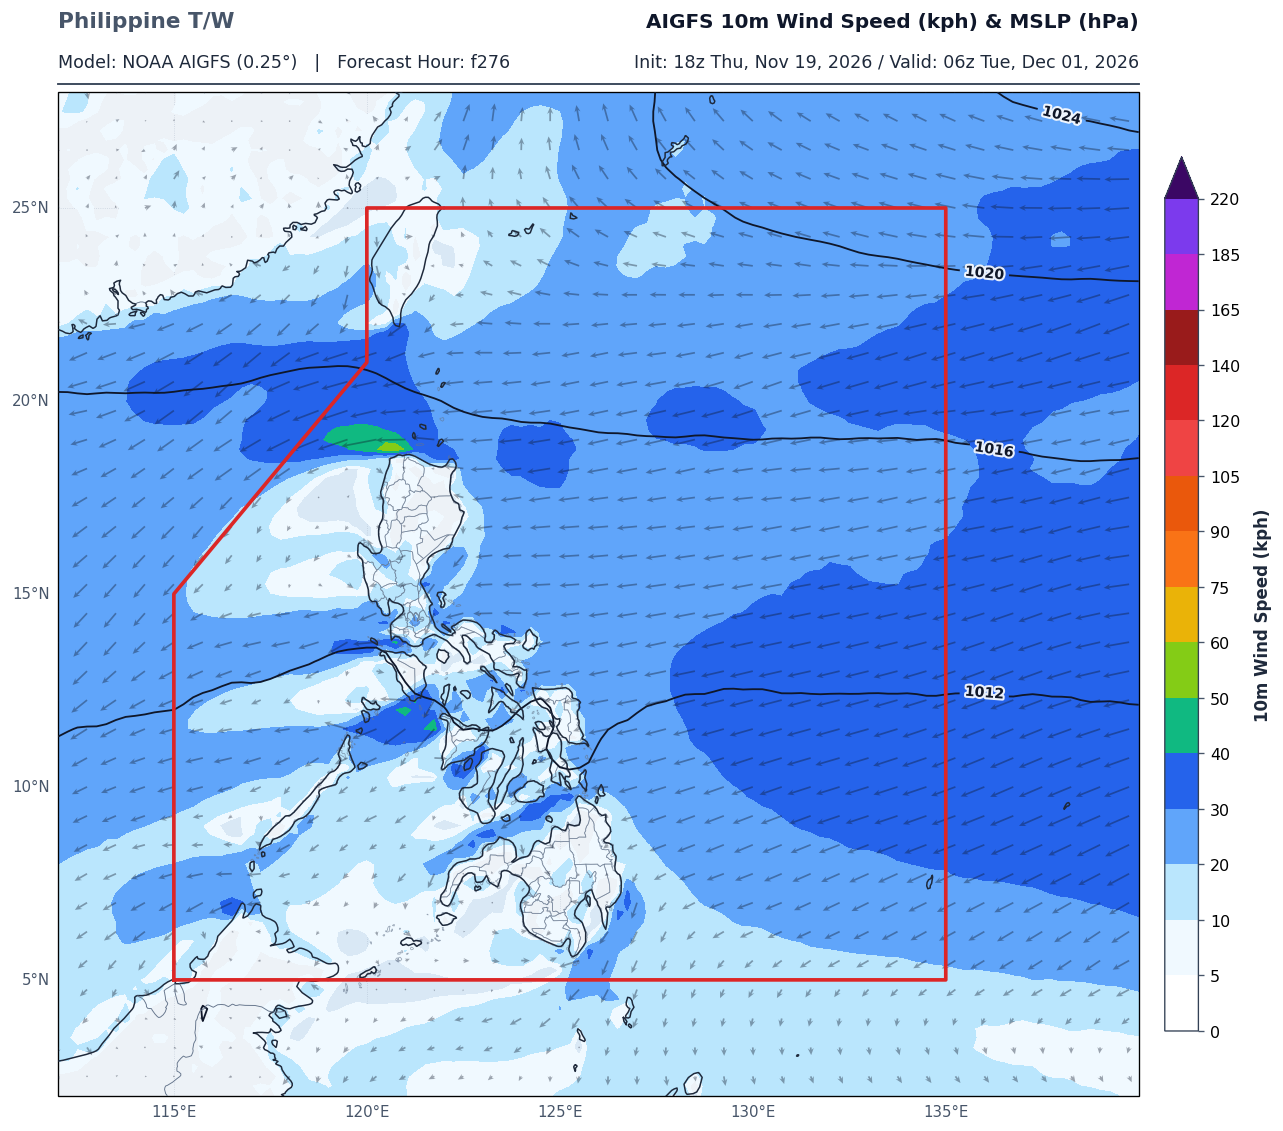 Philippine T/W
AIGFS 10m Wind Speed (kph) & MSLP (hPa)
Model: NOAA AIGFS (0.25°) | Forecast Hour: f276
Init: 18z Thu, Nov 19, 2026 / Valid: 06z Tue, Dec 01, 2026
1024
1020
1016
1012
25°N
20°N
15°N
10°N
5°N
115°E
120°E
125°E
130°E
135°E
220
185
165
140
120
105
90
75
60
50
40
30
20
10
5
0
10m Wind Speed (kph)